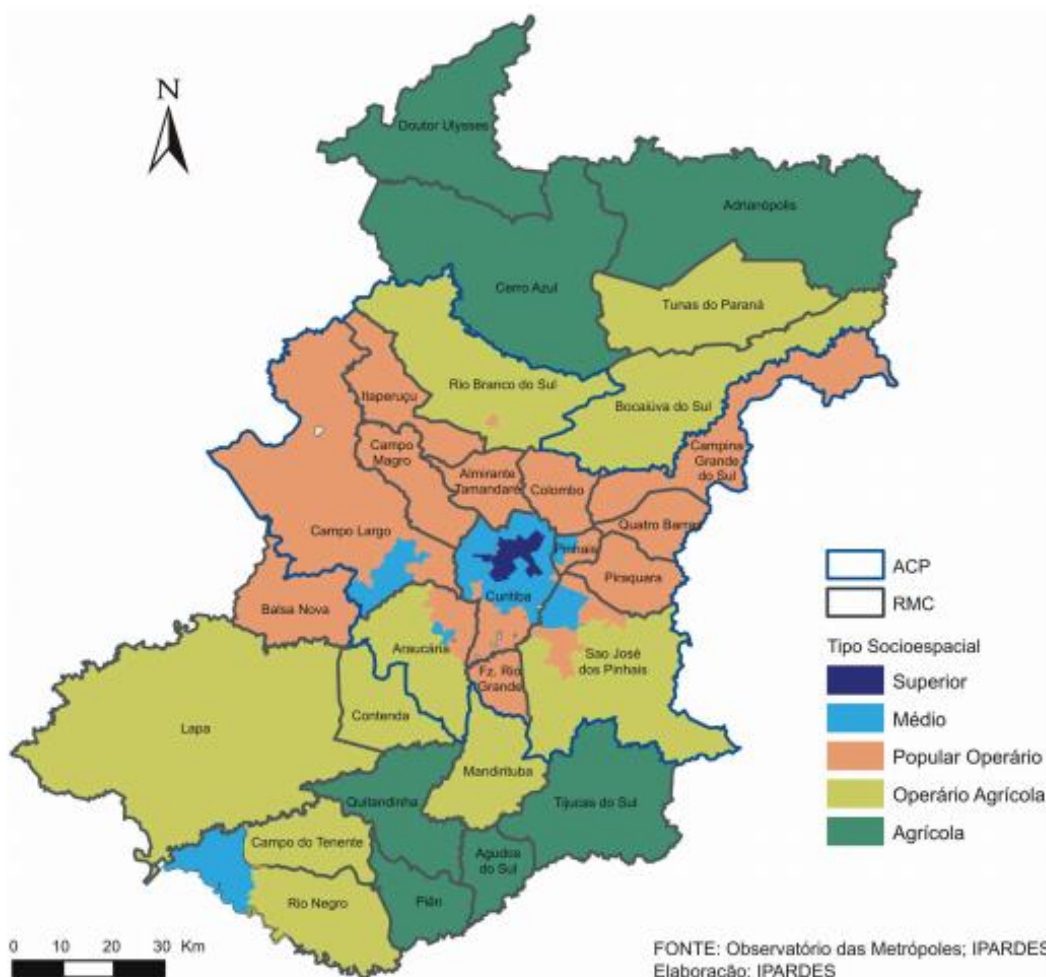 N
Doutor Ulysses
Adrianópolis
Cerro Azul
Tunas do Paraná
Rio Branco do Sul
Itaperuçu
Bocaiúva do Sul
Campo
Magro
Campina
Grande
do Sul
Almirante
Tamandaré
Colombo
Quatro Barras
Campo Largo
Pinhais
Piraquara
Curitiba
Balsa Nova
Araucária
Sao José
dos Pinhais
Fz. Rio
Grande
Contenda
Lapa
Mandirituba
Quitandinha
Tijucas do Sul
Campo do Tenente
Agudos
do Sul
Rio Negro
Piên
ACP
RMC
Tipo Socioespacial
Superior
Médio
Popular Operário
Operário Agrícola
Agrícola
0 10 20 30 Km
FONTE: Observatório das Metrópoles; IPARDES
Elaboração: IPARDES